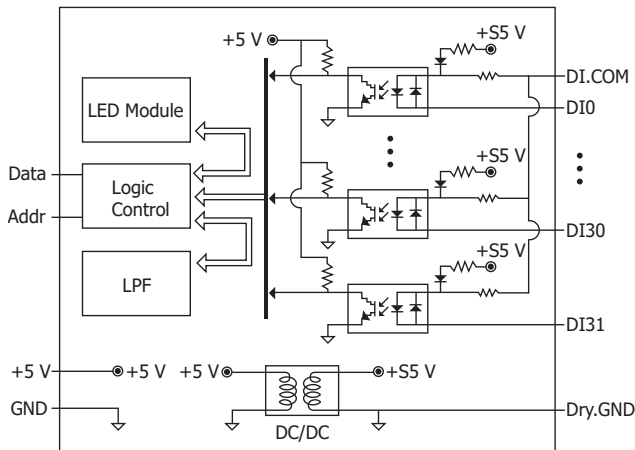 +5 V
+S5 V
DI.COM
LED Module
DI0
Data
Logic
Control
+S5 V
Addr
DI30
LPF
+S5 V
DI31
+5 V
+5 V
+5 V
+S5 V
GND
Dry.GND
DC/DC